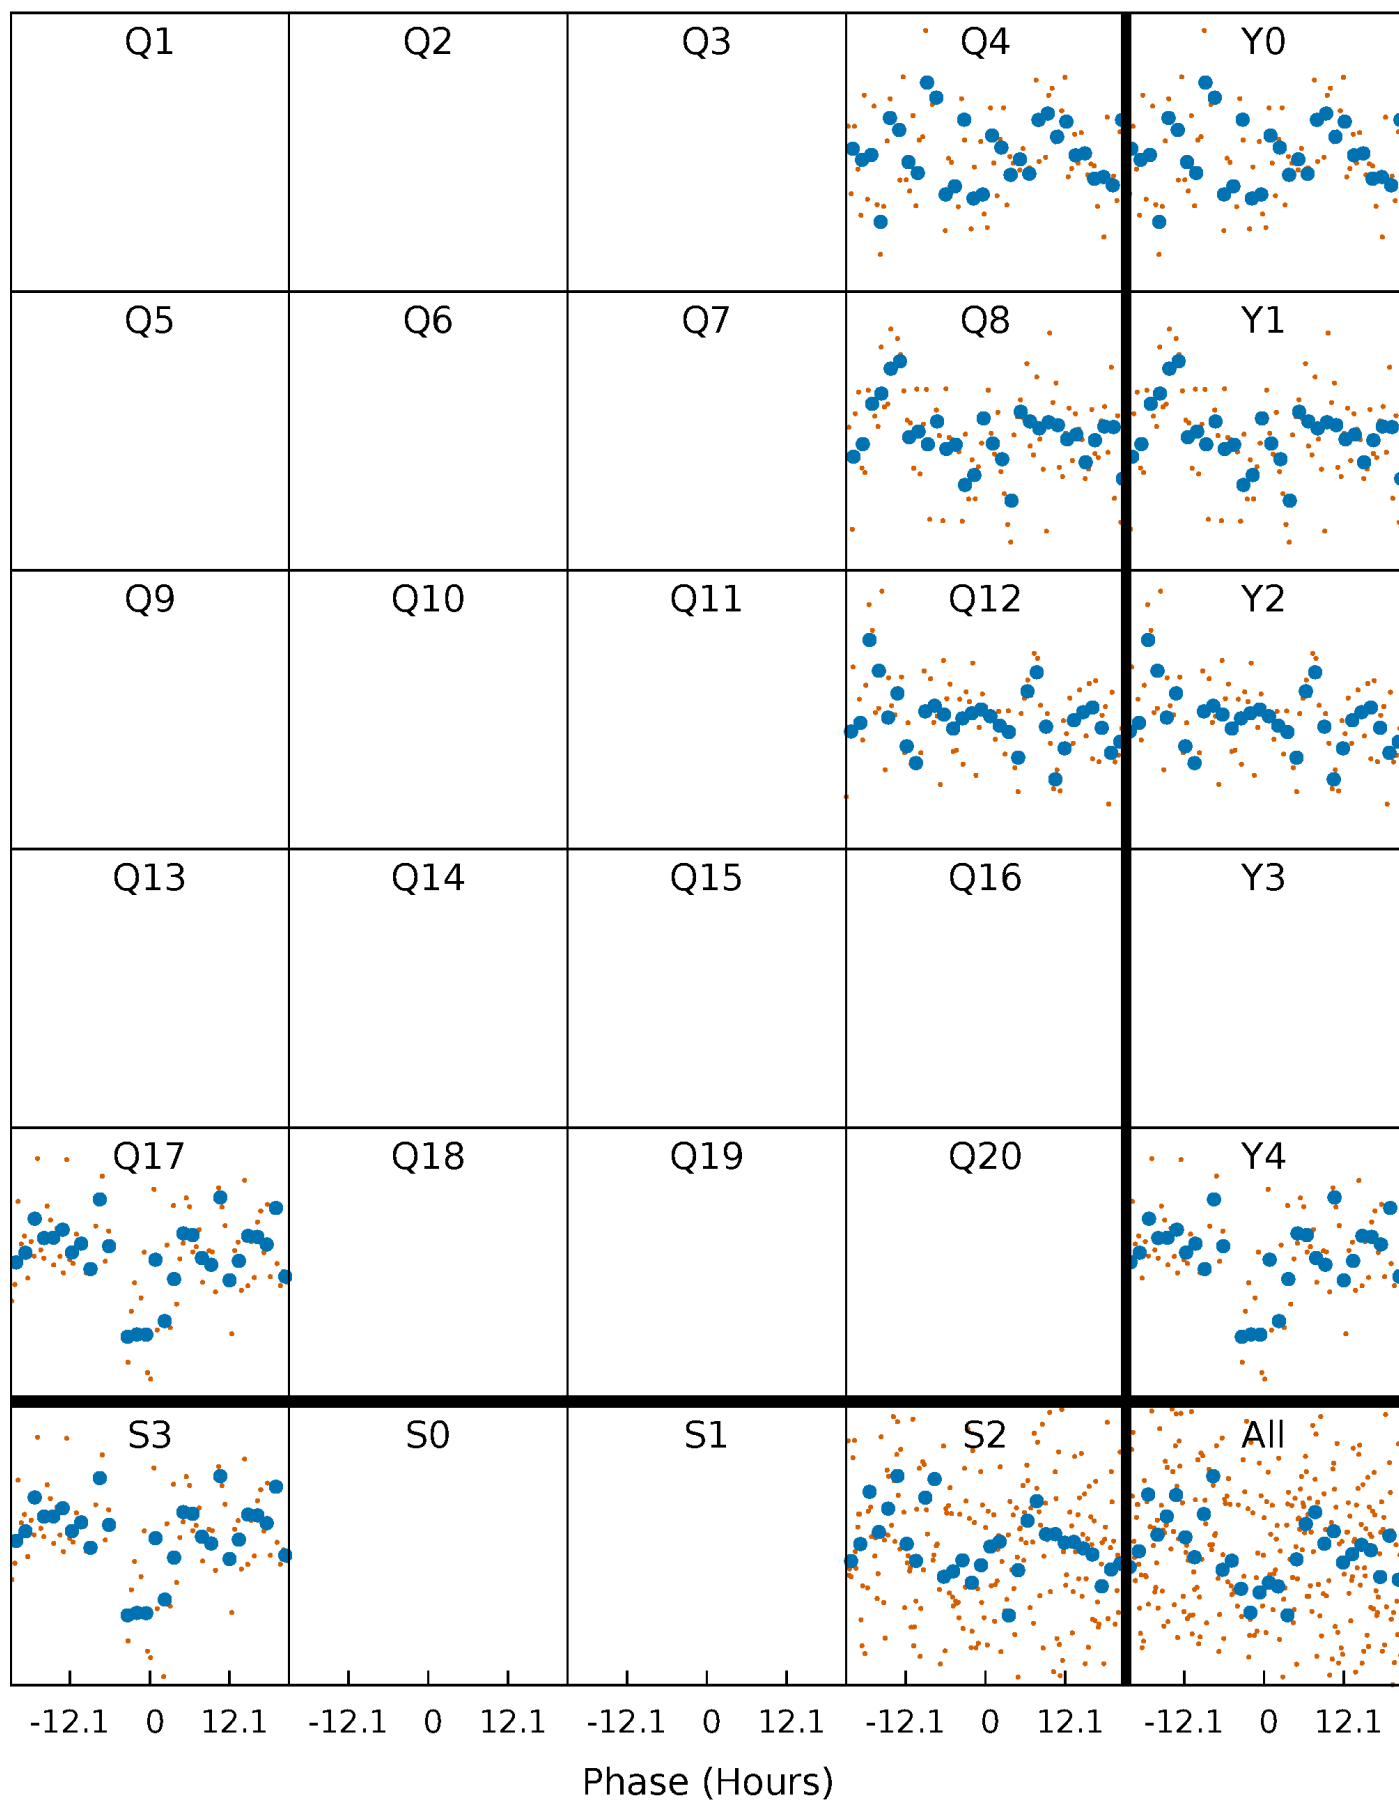 Q1 Q2 Q3 Q4 Y0
Q5 Q6 Q7 Q8 Y1
Q9 Q10 Q11 Q12 Y2
Q13 Q14 Q15 Q16 Y3
Q17 Q18 Q19 Q20 Y4
S3 S0 S1 S2 All
-12.1 0 12.1 -12.1 0 12.1 -12.1 0 12.1 -12.1 0 12.1 -12.1 0 12.1
Phase (Hours)